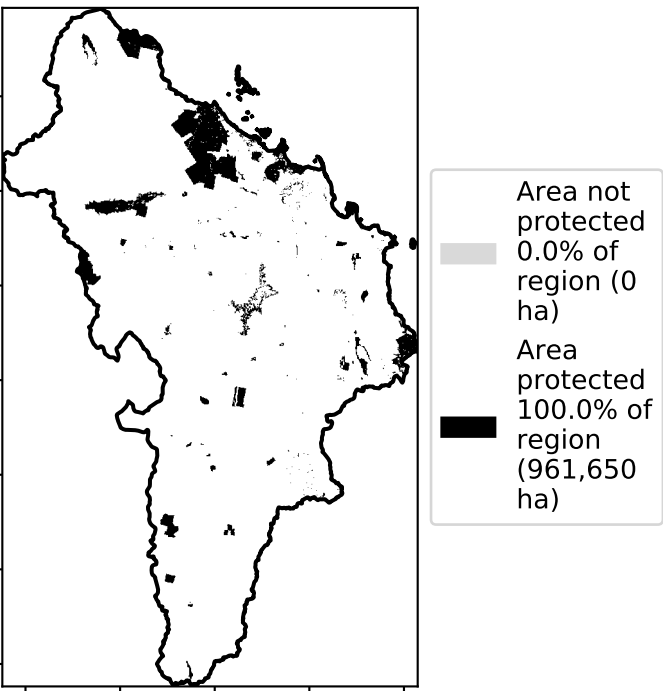 Area not
protected
0.0% of
region (0
ha)
Area
protected
100.0% of
region
(961,650
ha)